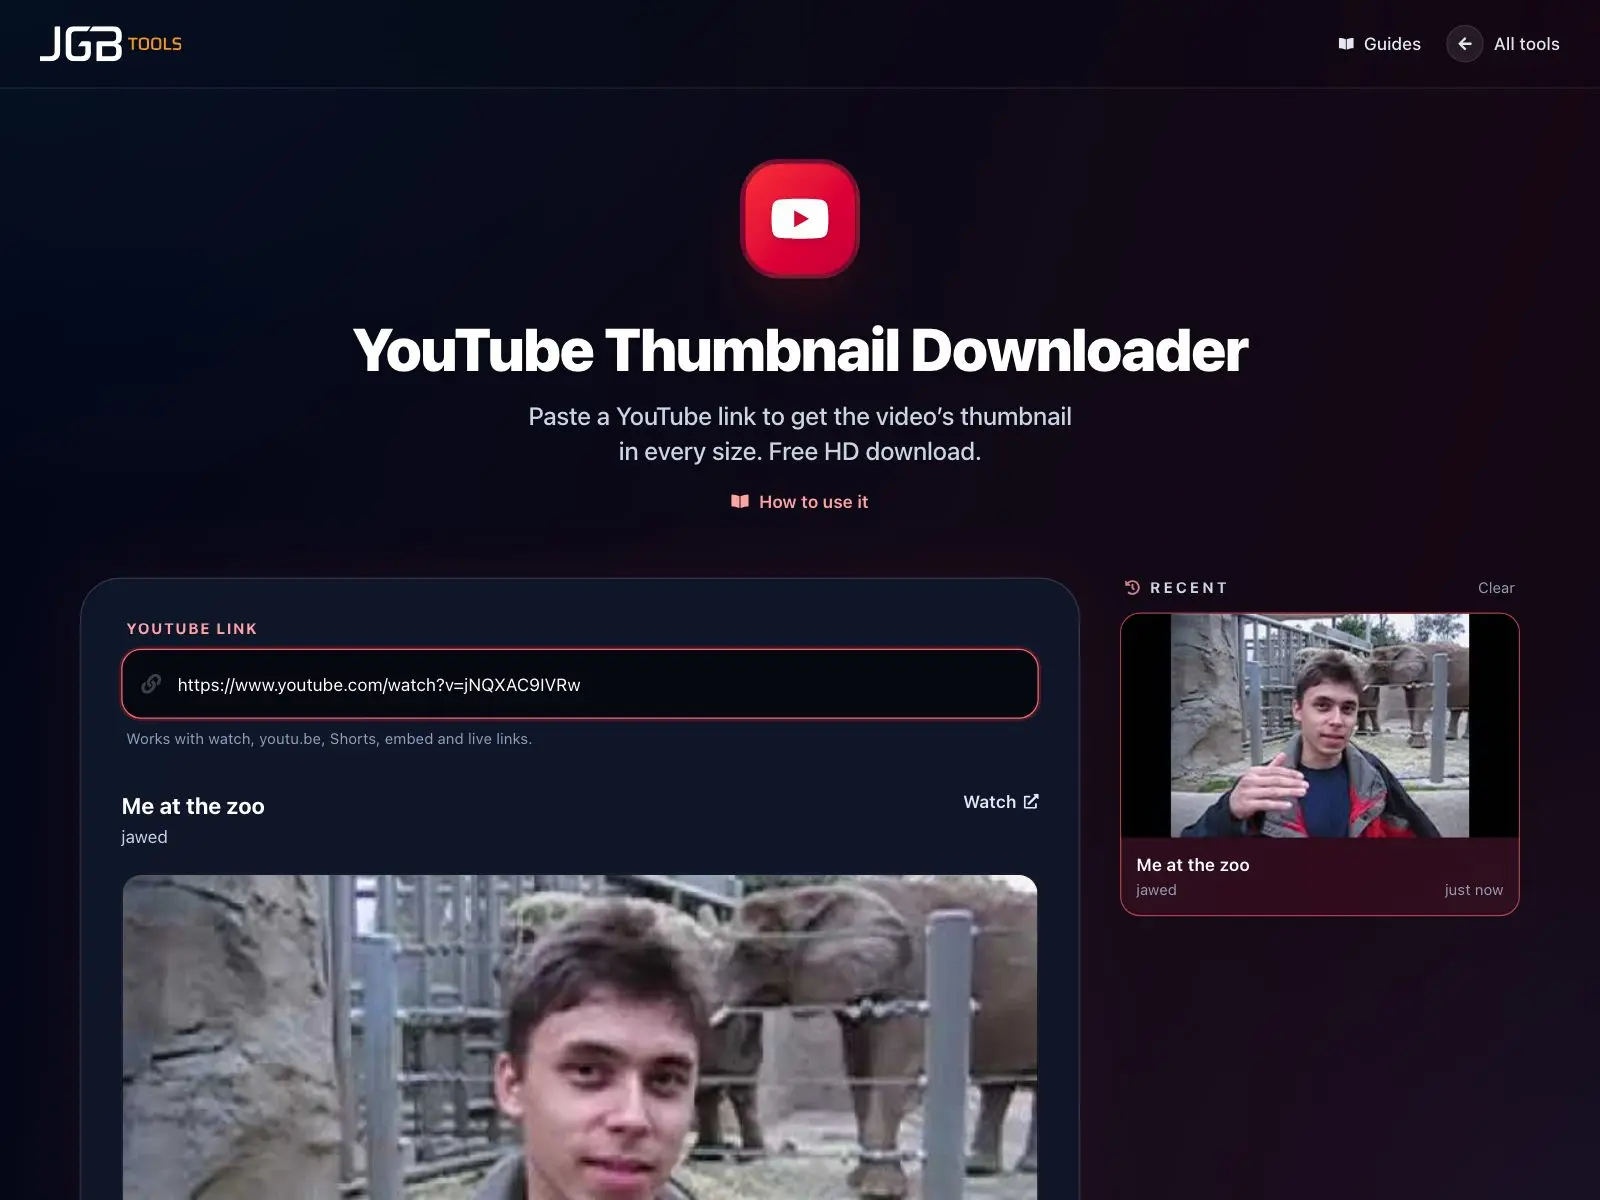 JGB TOOLS
Guides
All tools
YouTube Thumbnail Downloader
Paste a YouTube link to get the video’s thumbnail
in every size. Free HD download.
How to use it
YOUTUBE LINK
https://www.youtube.com/watch?v=jNQXAC9IVRw
Works with watch, youtu.be, Shorts, embed and live links.
Me at the zoo
jawed
Watch
RECENT
Clear
Me at the zoo
jawed
just now